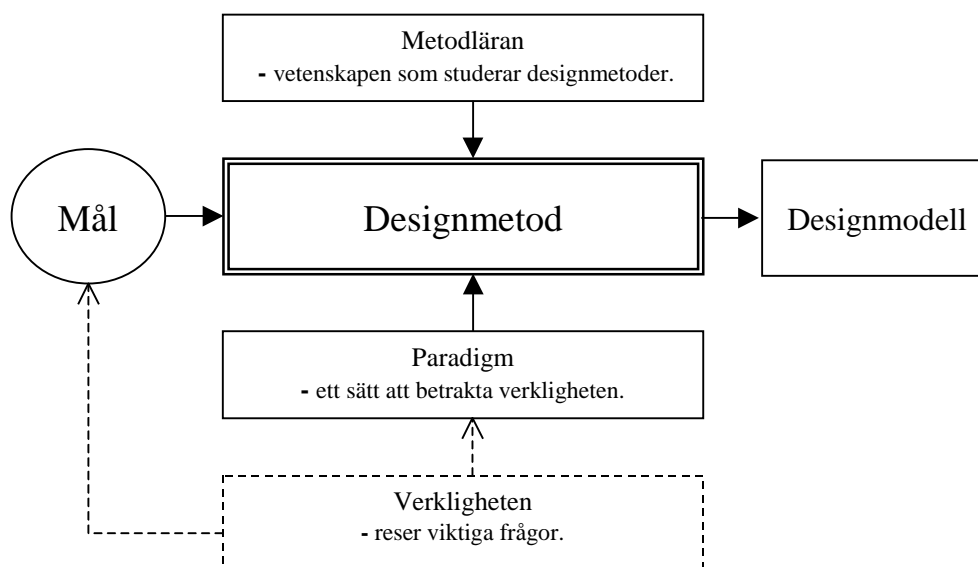 Metodläran
- vetenskapen som studerar designmetoder.
Mål
Designmetod
Designmodell
Paradigm
- ett sätt att betrakta verkligheten.
Verkligheten
- reser viktiga frågor.